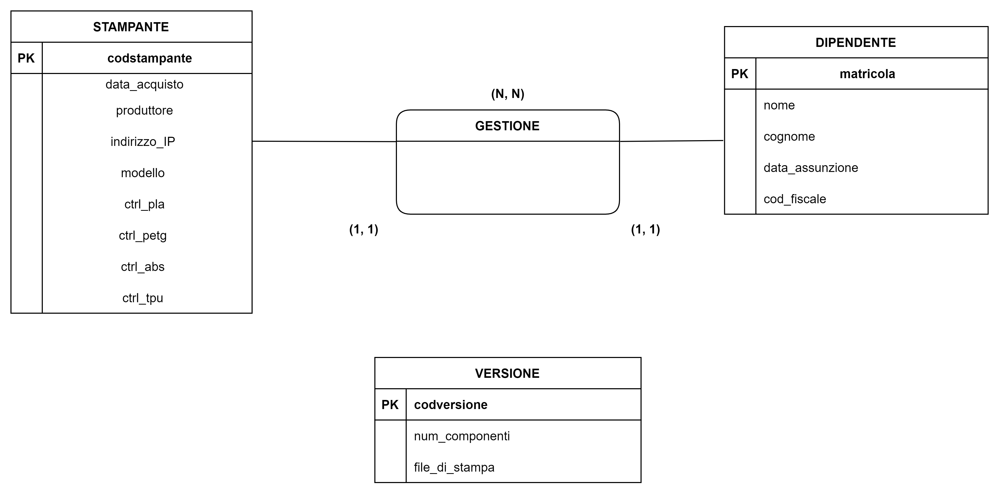 STAMPANTE
PK codstampante
data_acquisto
produttore
indirizzo_IP
modello
ctrl_pla
ctrl_petg
ctrl_abs
ctrl_tpu
(N, N)
GESTIONE
(1, 1)
(1, 1)
DIPENDENTE
PK matricola
nome
cognome
data_assunzione
cod_fiscale
VERSIONE
PK codversione
num_componenti
file_di_stampa